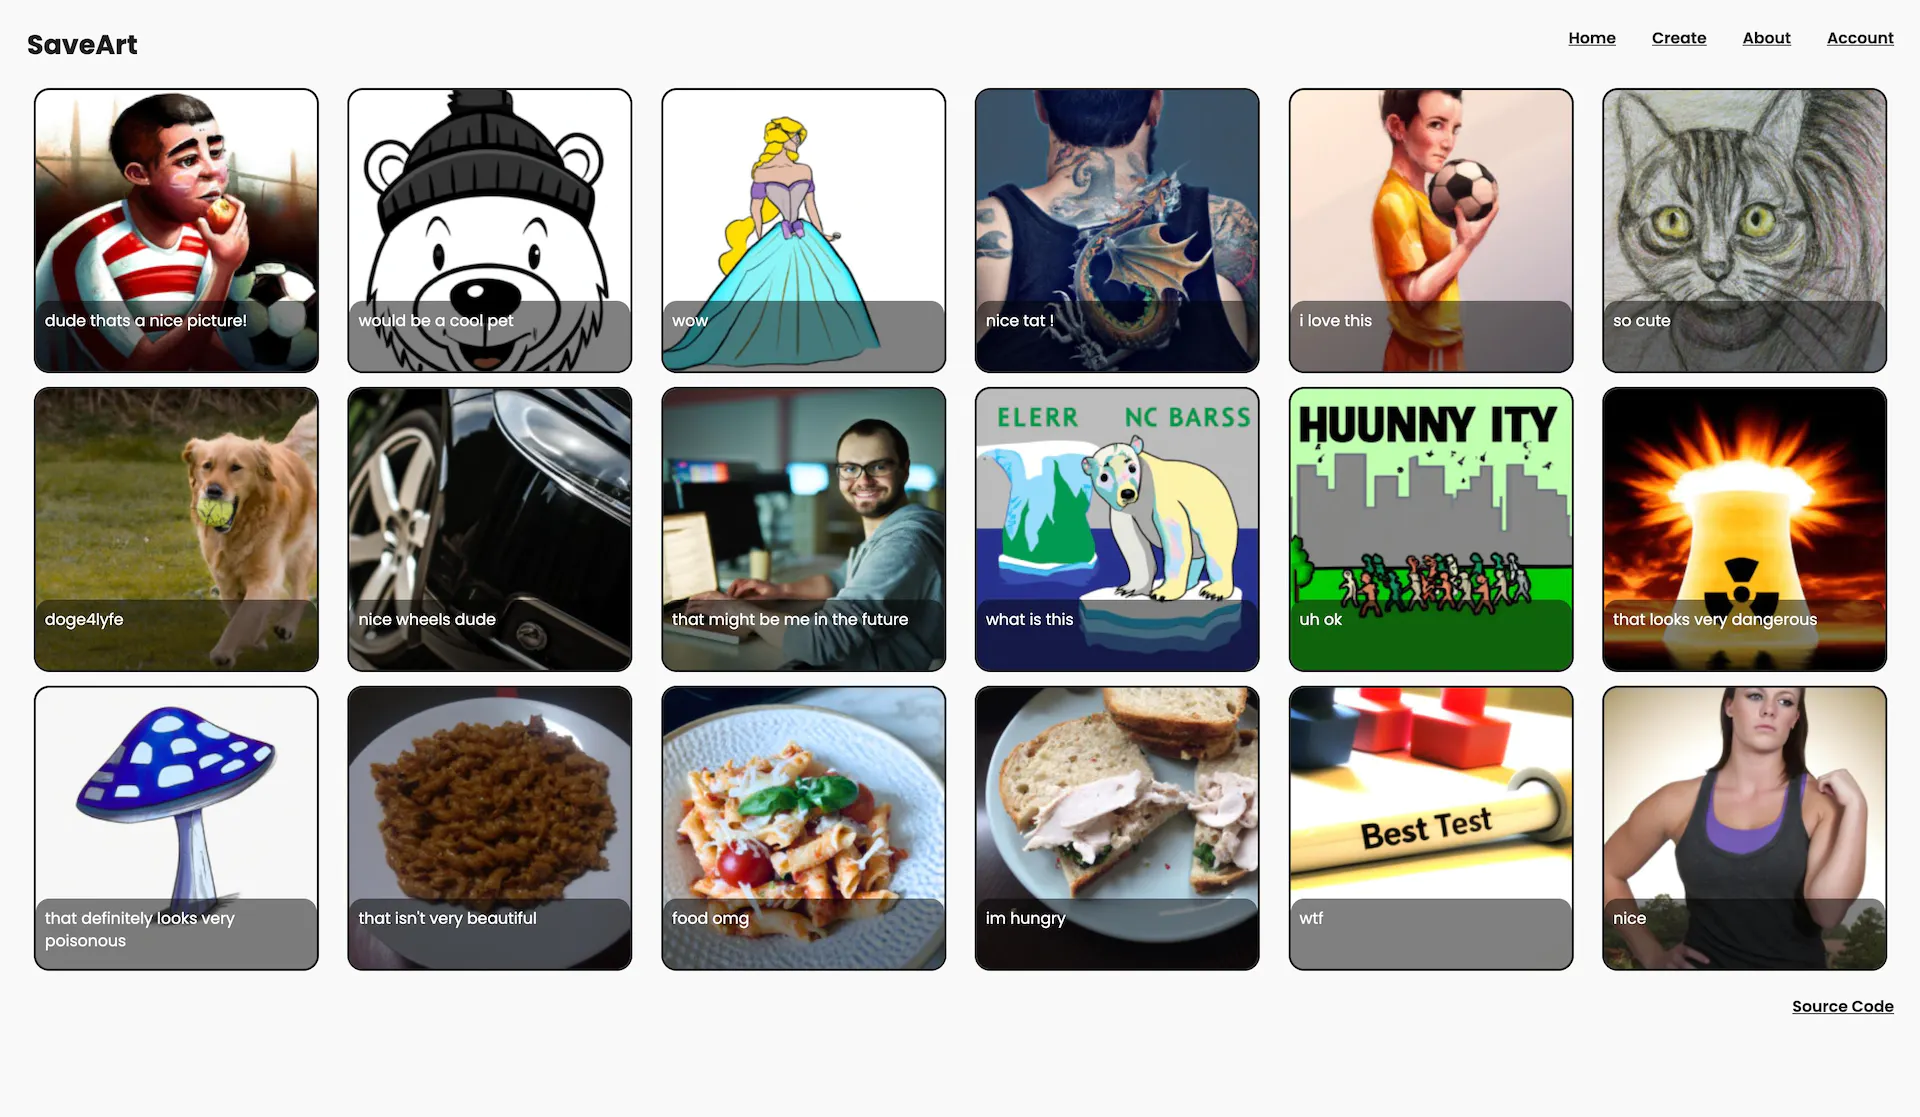 SaveArt
Home
Create
About
Account
dude thats a nice picture!
would be a cool pet
wow
nice tat !
i love this
so cute
doge4lyfe
nice wheels dude
that might be me in the future
ELERR NC BARSS
what is this
HUUNNY ITY
uh ok
that looks very dangerous
that definitely looks very
poisonous
that isn't very beautiful
food omg
im hungry
Best Test
wtf
nice
Source Code